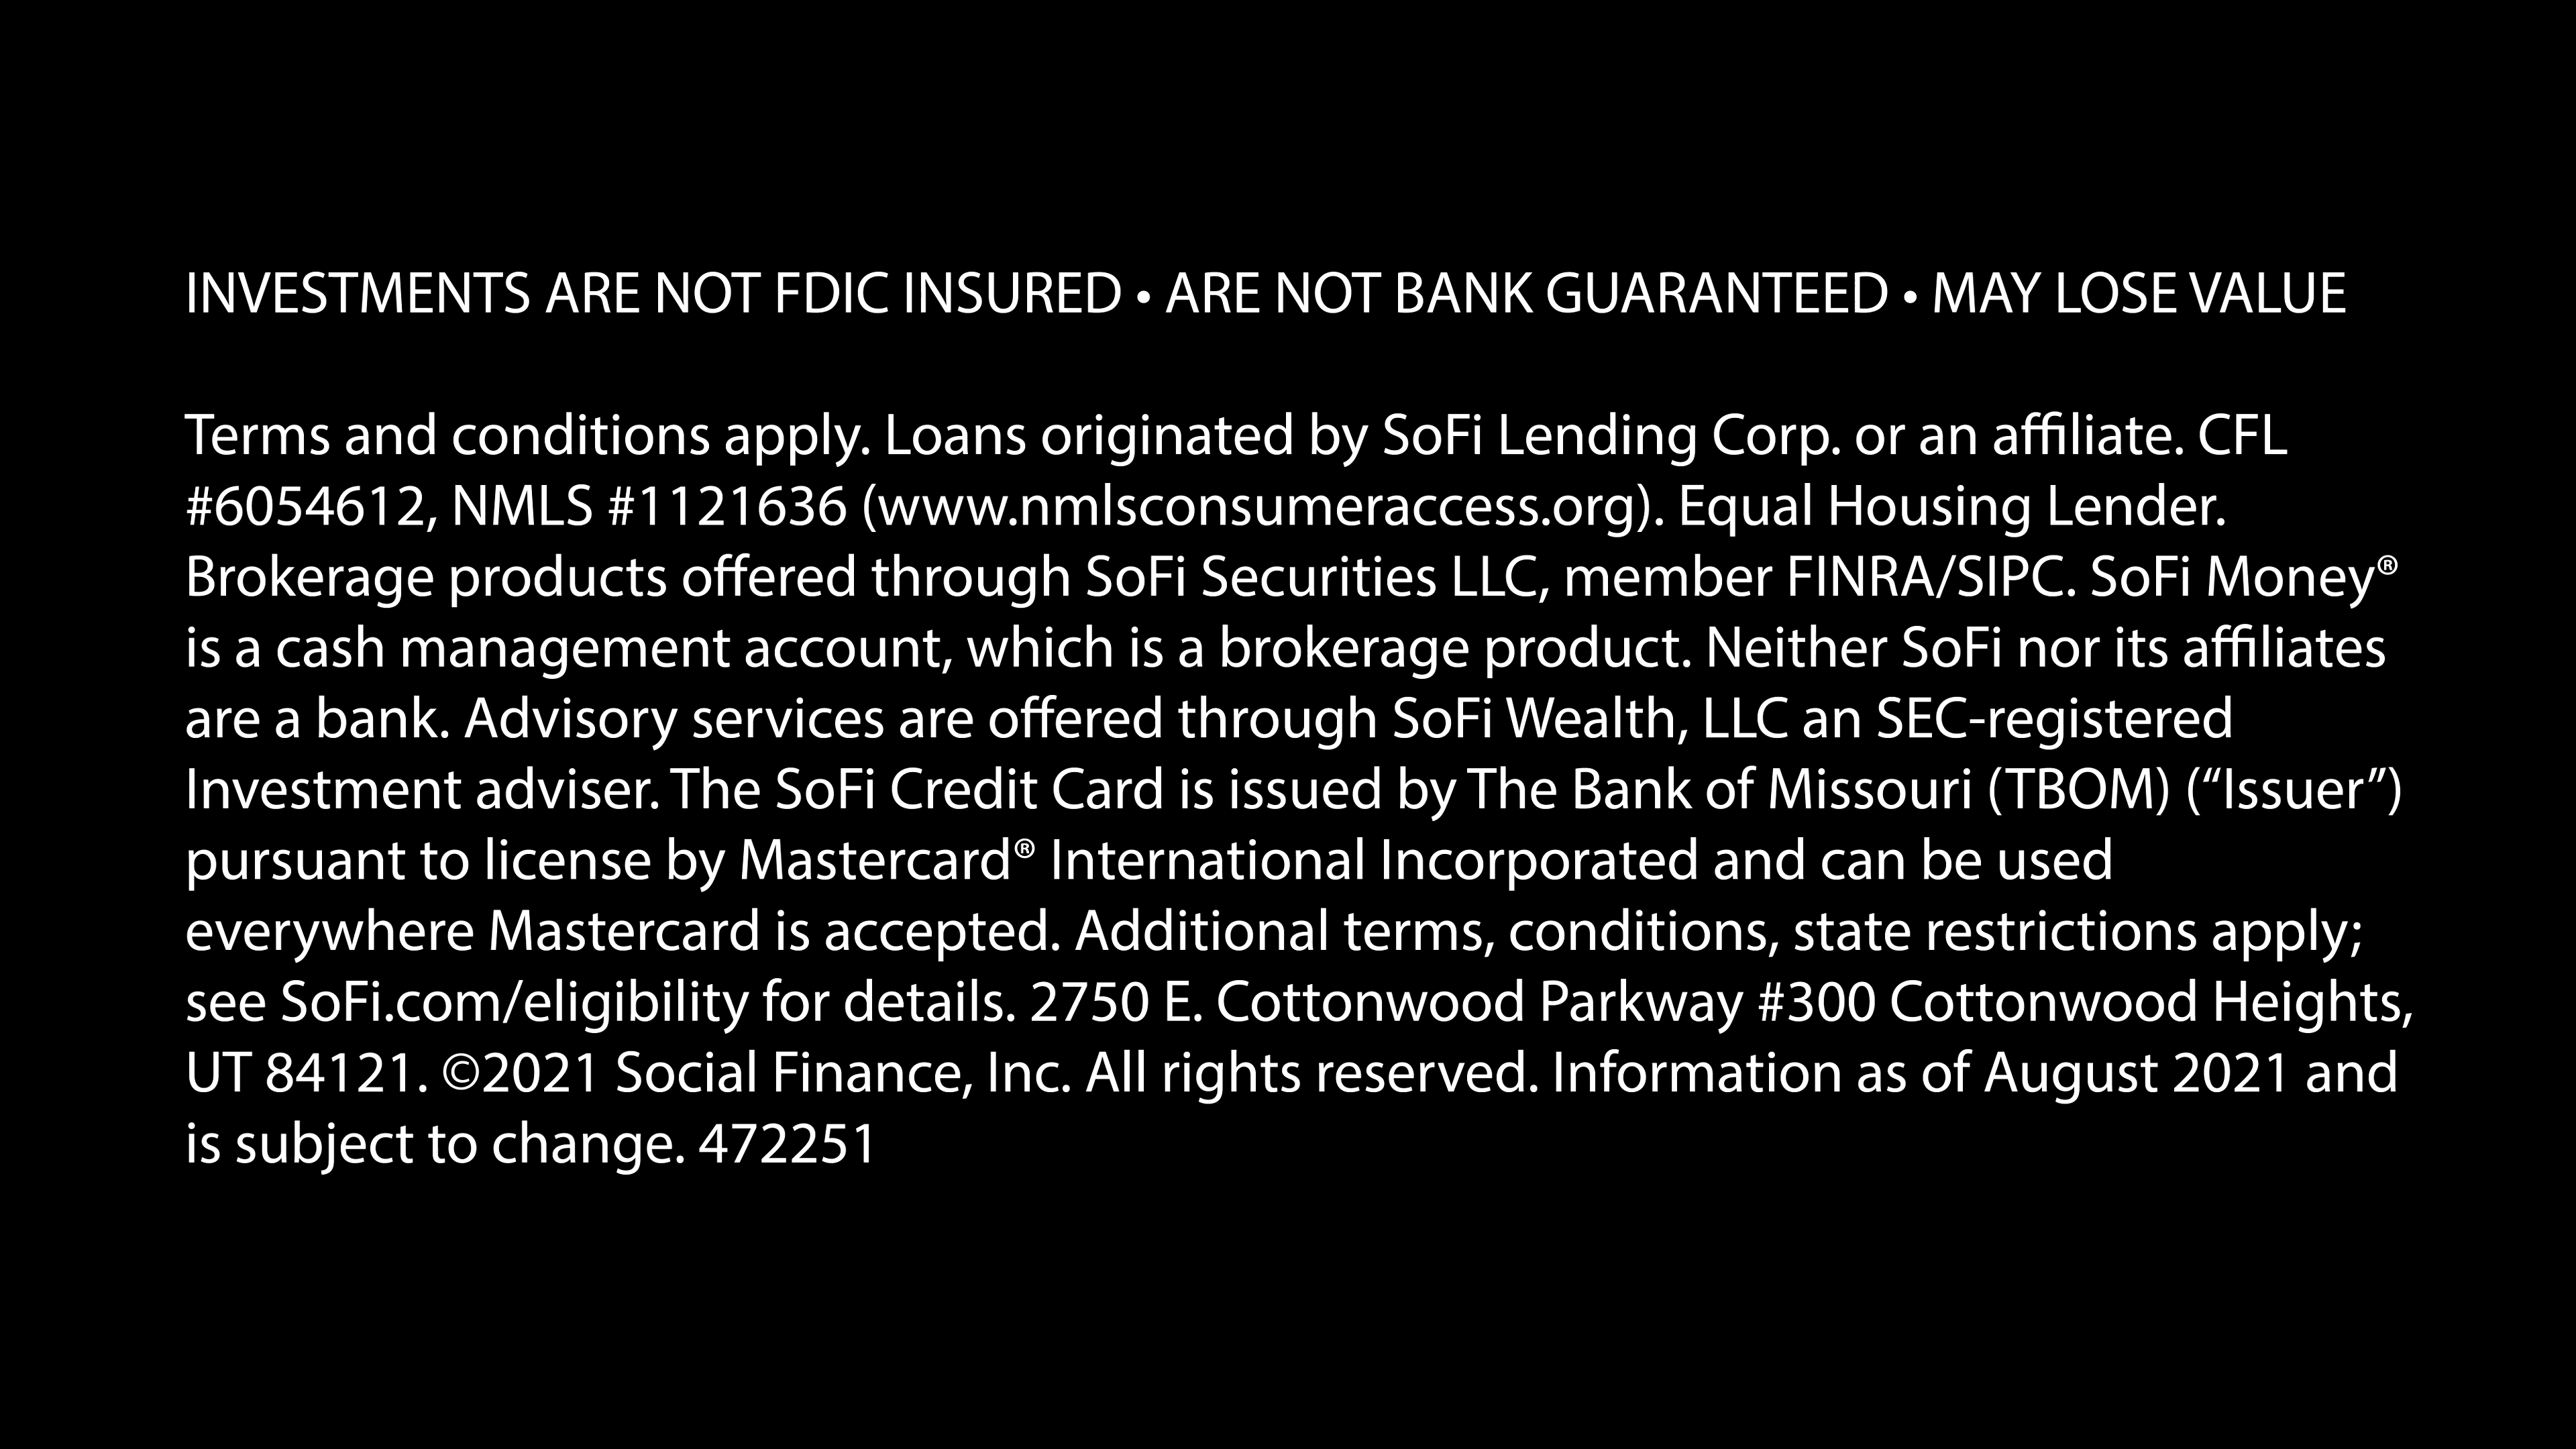 INVESTMENTS ARE NOT FDIC INSURED • ARE NOT BANK GUARANTEED • MAY LOSE VALUE
Terms and conditions apply. Loans originated by SoFi Lending Corp. or an affiliate. CFL
#6054612, NMLS #1121636 (www.nmlsconsumeraccess.org). Equal Housing Lender.
Brokerage products offered through SoFi Securities LLC, member FINRA/SIPC. SoFi Money®
is a cash management account, which is a brokerage product. Neither SoFi nor its affiliates
are a bank. Advisory services are offered through SoFi Wealth, LLC an SEC-registered
Investment adviser. The SoFi Credit Card is issued by The Bank of Missouri (TBOM) (“Issuer”)
pursuant to license by Mastercard® International Incorporated and can be used
everywhere Mastercard is accepted. Additional terms, conditions, state restrictions apply;
see SoFi.com/eligibility for details. 2750 E. Cottonwood Parkway #300 Cottonwood Heights,
UT 84121. ©2021 Social Finance, Inc. All rights reserved. Information as of August 2021 and
is subject to change. 472251